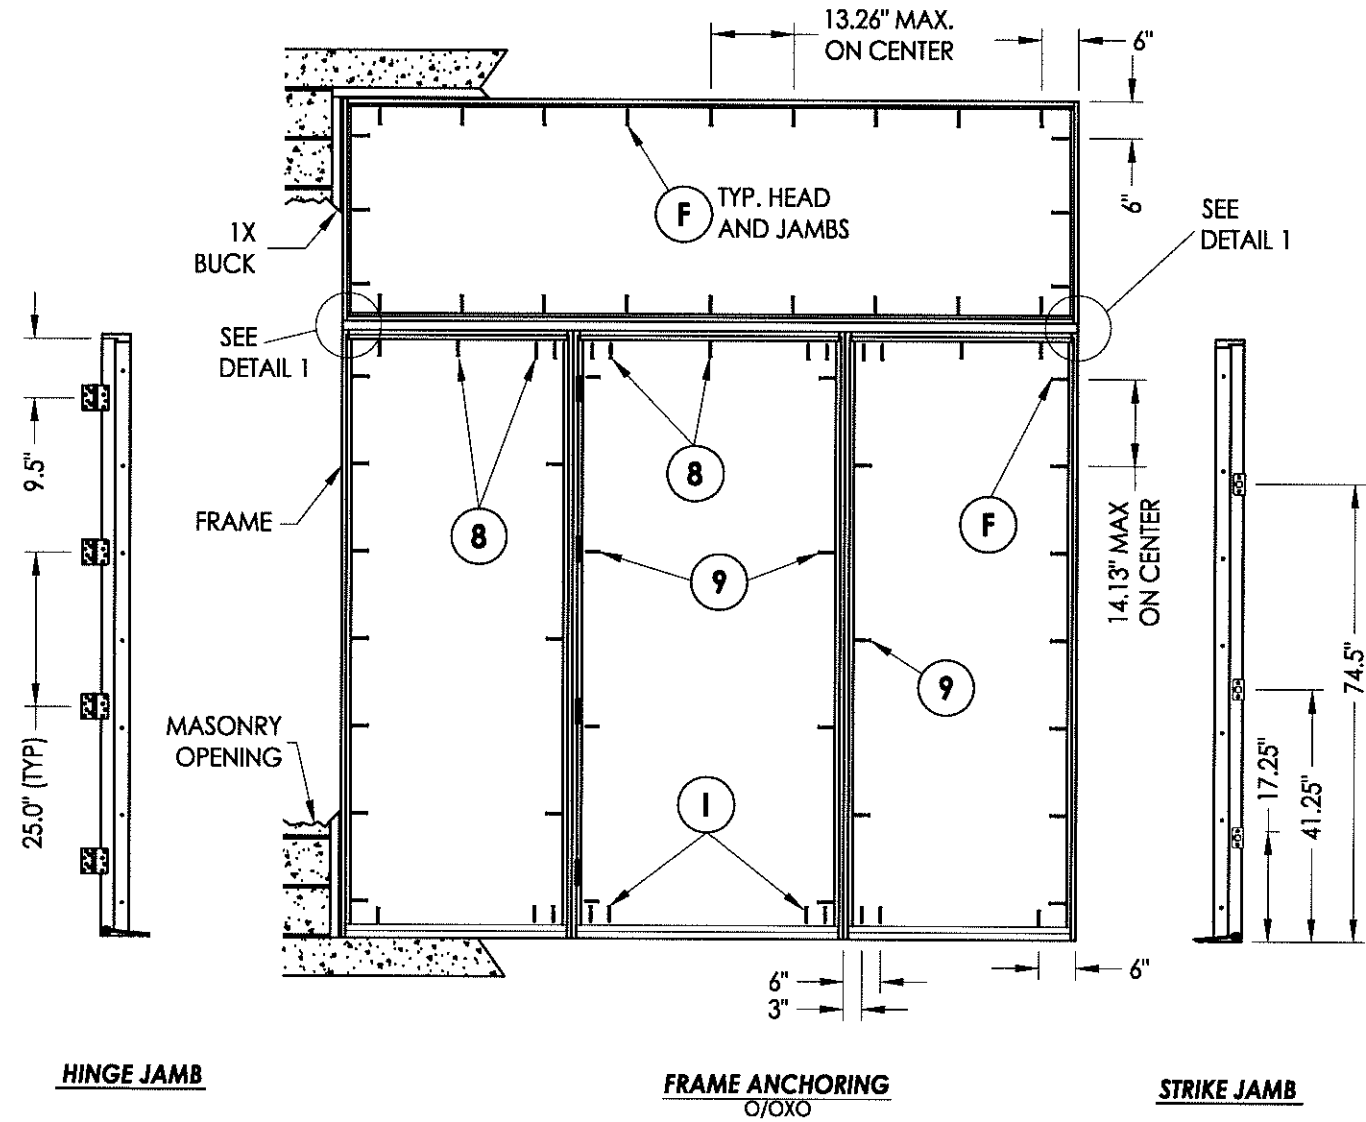 13.26" MAX.
ON CENTER
6"
6"
F
TYP. HEAD
AND JAMBS
1X
BUCK
SEE
DETAIL 1
SEE
DETAIL 1
9.5"
8
8
FRAME
F
9
14.13" MAX
ON CENTER
9
MASONRY
OPENING
25.0" (TYP)
I
74.5"
17.25"
41.25"
6"
3"
6"
HINGE JAMB
FRAME ANCHORING
O/OXO
STRIKE JAMB